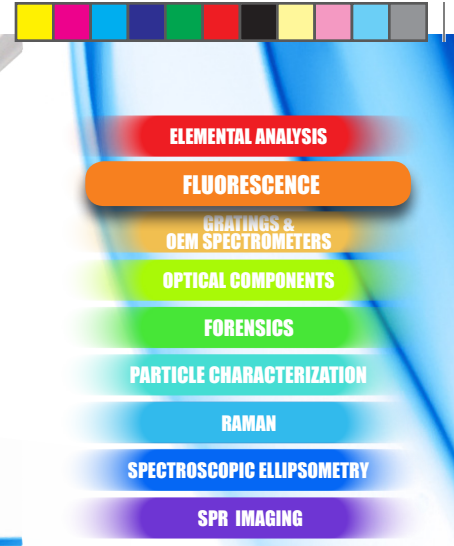 ELEMENTAL ANALYSIS
FLUORESCENCE
GRATINGS &
OEM SPECTROMETERS
OPTICAL COMPONENTS
FORENSICS
PARTICLE CHARACTERIZATION
RAMAN
SPECTROSCOPIC ELLIPSOMETRY
SPR IMAGING